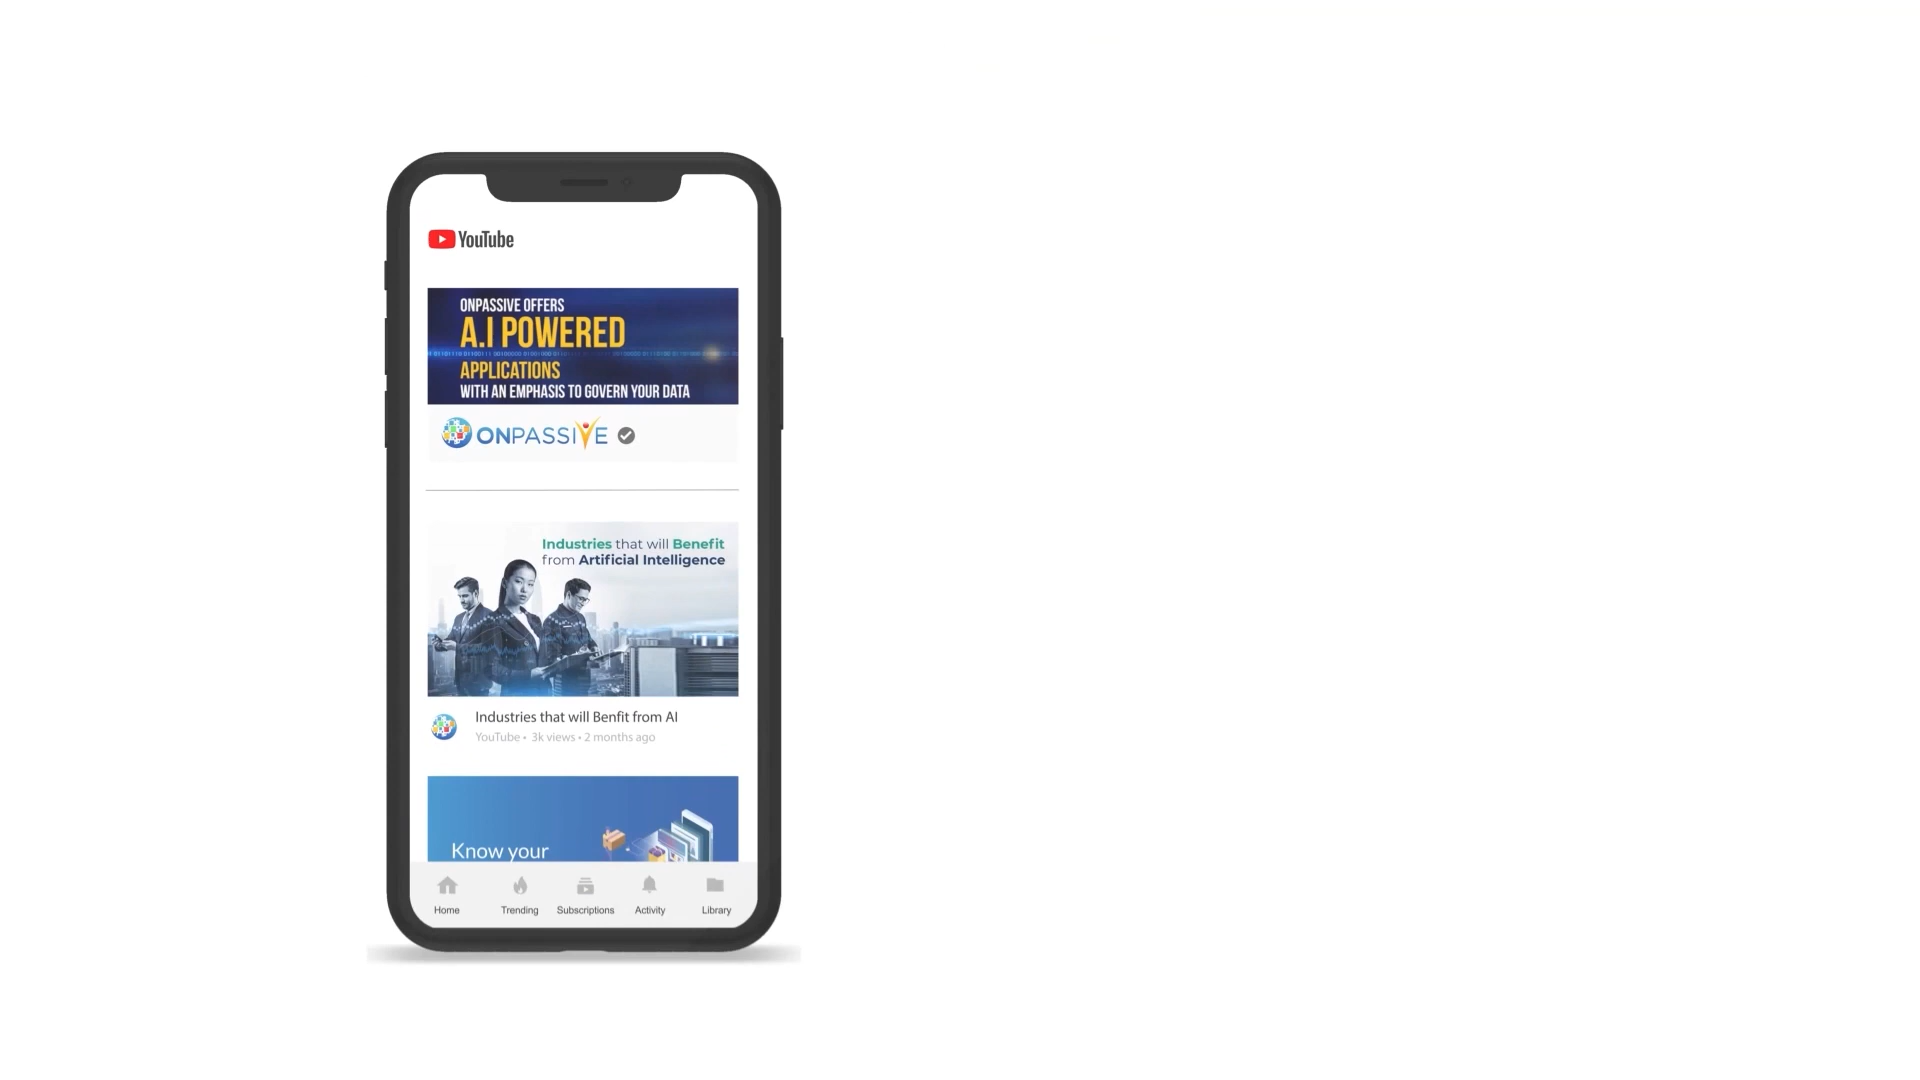 YouTube
ONPASSIVE OFFERS
A.I POWERED
APPLICATIONS
WITH AN EMPHASIS TO GOVERN YOUR DATA
ONPASSIVE
Industries that will Benefit
from Artificial Intelligence
Industries that will Benfit from AI
YouTube • 3k views • 2 months ago
Know your
Home Trending Subscriptions Activity Library